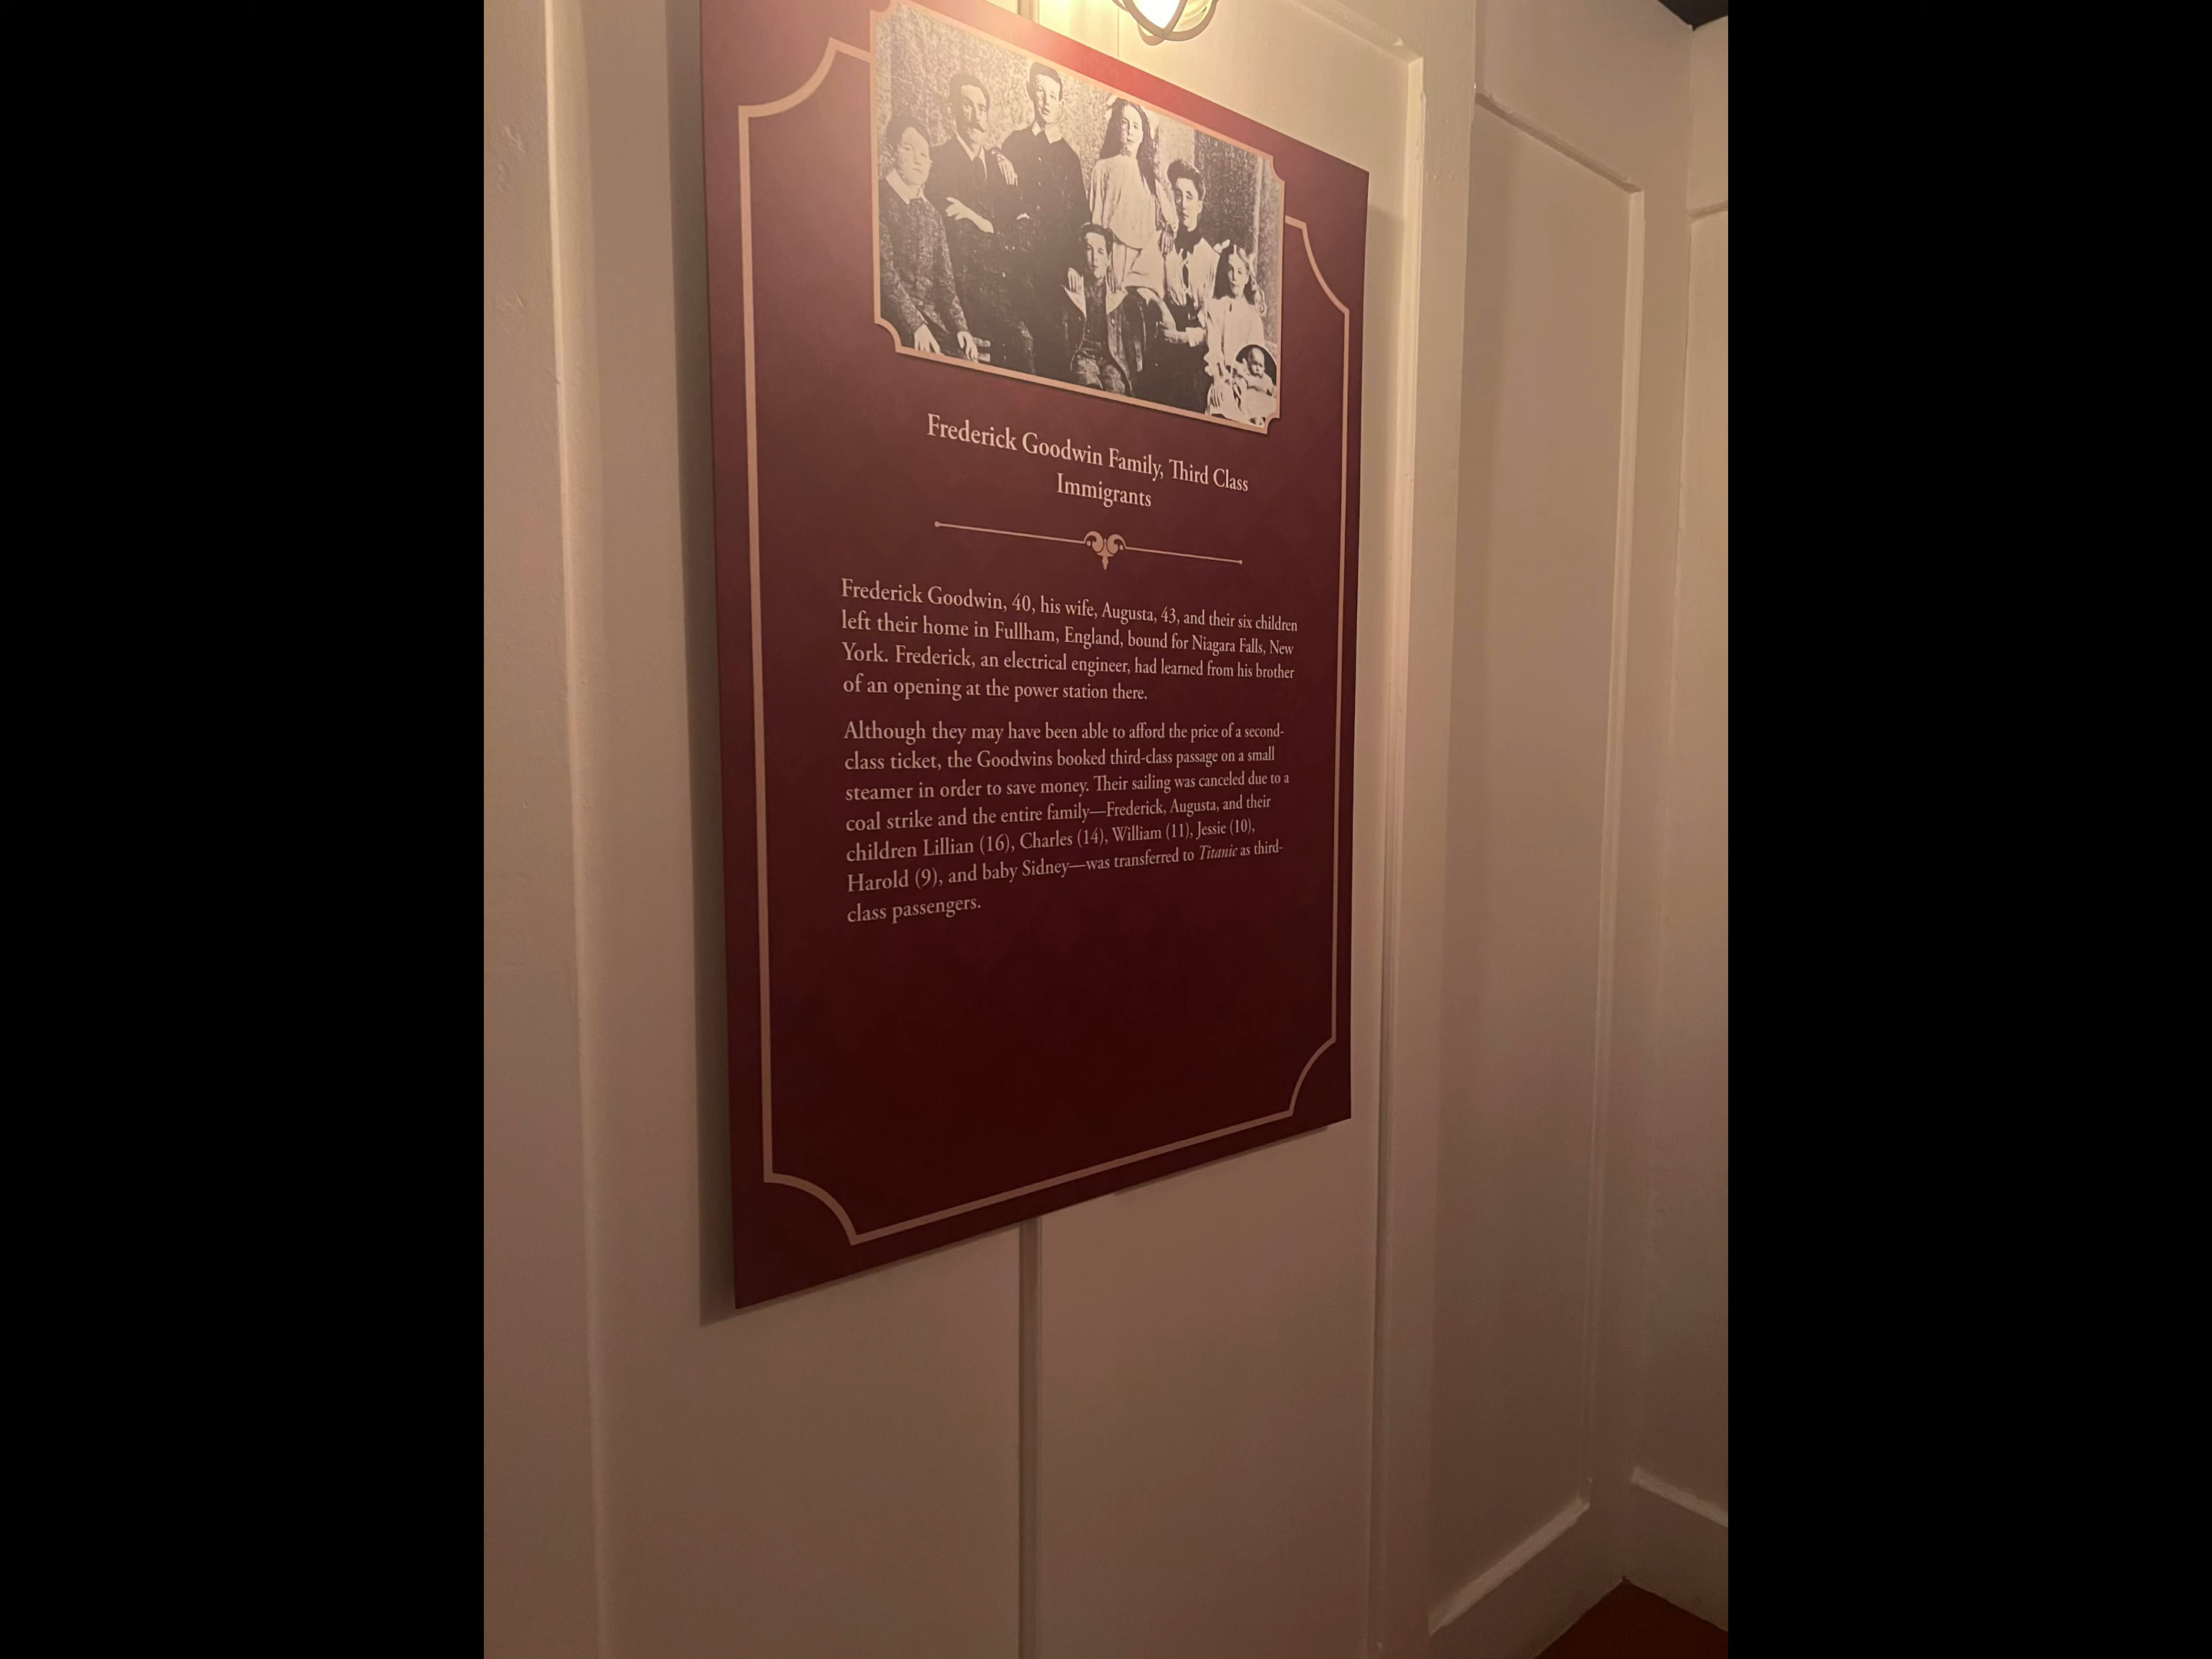 Frederick Goodwin Family, Third Class
Immigrants
Frederick Goodwin, 40, his wife, Augusta, 43, and their six children
left their home in Fullham, England, bound for Niagara Falls, New
York. Frederick, an electrical engineer, had learned from his brother
of an opening at the power station there.
Although they may have been able to afford the price of a second-
class ticket, the Goodwins booked third-class passage on a small
steamer in order to save money. Their sailing was canceled due to a
coal strike and the entire family—Frederick, Augusta, and their
children Lillian (16), Charles (14), William (11), Jessie (10),
Harold (9), and baby Sidney—was transferred to Titanic as third-
class passengers.